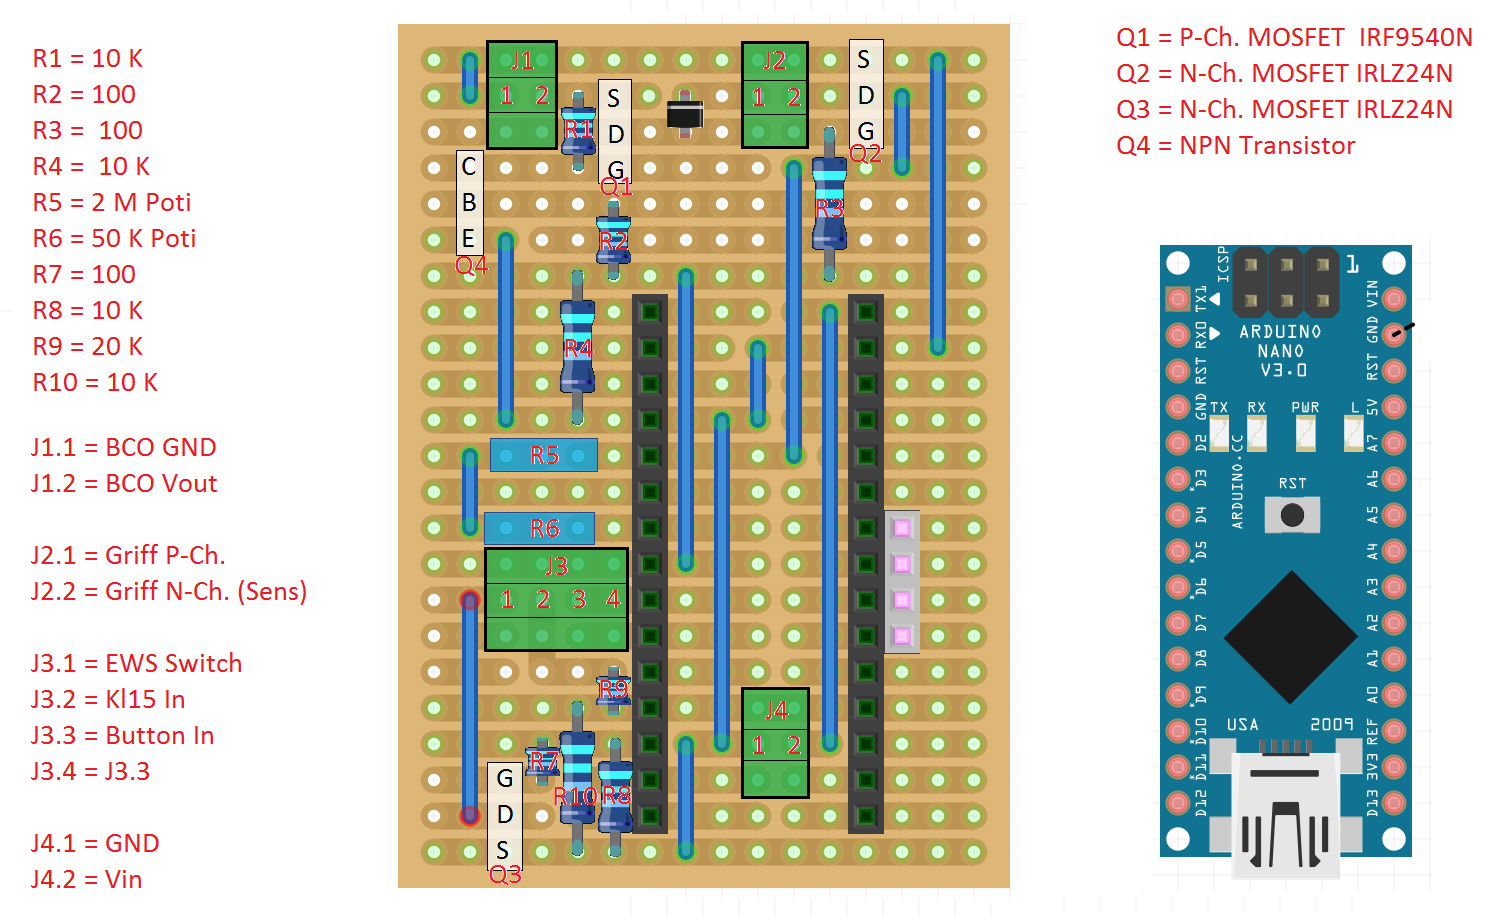 R1 = 10 K
R2 = 100
R3 =  100
R4 =  10 K
R5 = 2 M Poti
R6 = 50 K Poti
R7 = 100
R8 = 10 K
R9 = 20 K
R10 = 10 K
J1.1 = BCO GND
J1.2 = BCO Vout
J2.1 = Griff P-Ch.
J2.2 = Griff N-Ch. (Sens)
J3.1 = EWS Switch
J3.2 = Kl15 In
J3.3 = Button In
J3.4 = J3.3
J4.1 = GND
J4.2 = Vin
J1
1 2
R1
S
D
G
Q1
J2
1 2
S
D
G
Q2
C
B
E
Q4
R2
R3
R4
R5
R6
J3
1 2 3 4
R9
R7
R10
R8
G
D
S
Q3
J4
1 2
Q1 = P-Ch. MOSFET  IRF9540N
Q2 = N-Ch. MOSFET IRLZ24N
Q3 = N-Ch. MOSFET IRLZ24N
Q4 = NPN Transistor
ICSP
1
ARDUINO
NANO
V3.0
TX RX PWR L
ARDUINO.CC
RST
USA
2009
TX1
RX0
RST
GND
D2
*D3
D4
*D5
*D6
D7
D8
*D9
*D10
*D11
D12
VIN
GND
RST
5V
A7
A6
A5
A4
A3
A2
A1
A0
REF
3V3
D13